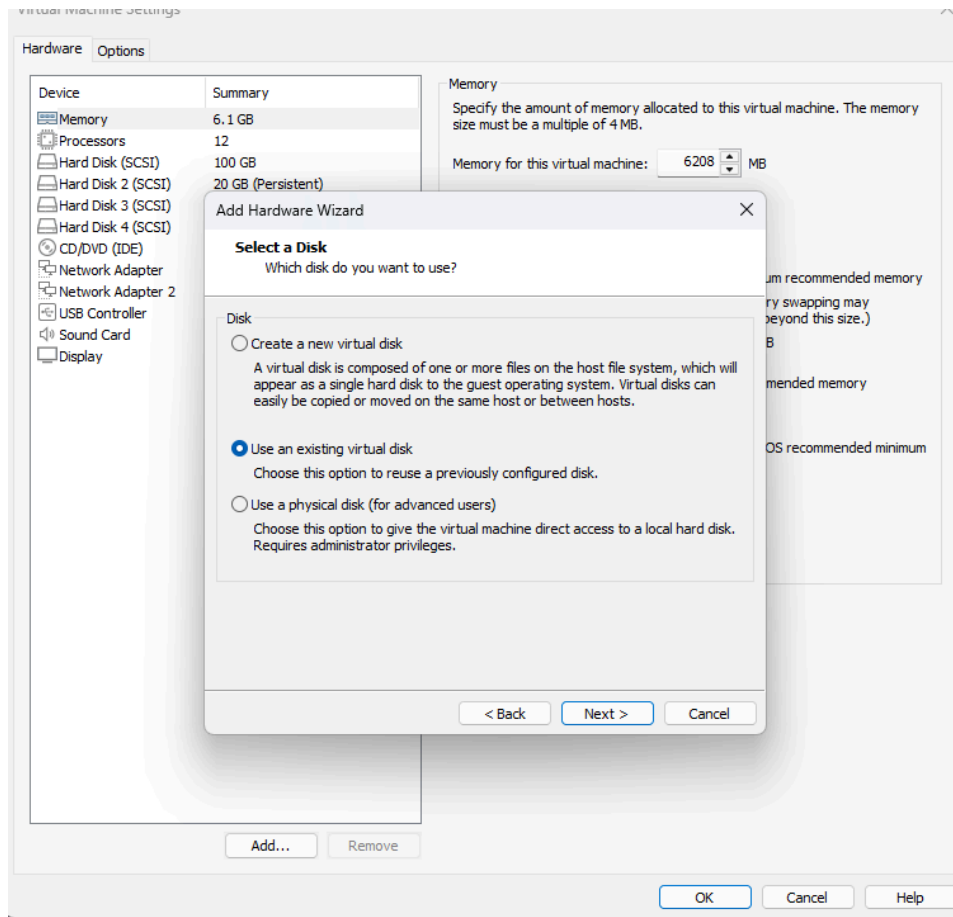 Virtual Machine Settings
Hardware Options
Device Summary
Memory 6.1 GB
Processors 12
Hard Disk (SCSI) 100 GB
Hard Disk 2 (SCSI) 20 GB (Persistent)
Hard Disk 3 (SCSI)
Hard Disk 4 (SCSI)
CD/DVD (IDE)
Network Adapter
Network Adapter 2
USB Controller
Sound Card
Display
Add... Remove
Memory
Specify the amount of memory allocated to this virtual machine. The memory
size must be a multiple of 4 MB.
Memory for this virtual machine: 6208 MB
recommended memory
ry swapping may
beyond this size.)
B
mended memory
OS recommended minimum
Add Hardware Wizard
Select a Disk
Which disk do you want to use?
Disk
Create a new virtual disk
A virtual disk is composed of one or more files on the host file system, which will
appear as a single hard disk to the guest operating system. Virtual disks can
easily be copied or moved on the same host or between hosts.
Use an existing virtual disk
Choose this option to reuse a previously configured disk.
Use a physical disk (for advanced users)
Choose this option to give the virtual machine direct access to a local hard disk.
Requires administrator privileges.
< Back Next > Cancel
OK Cancel Help